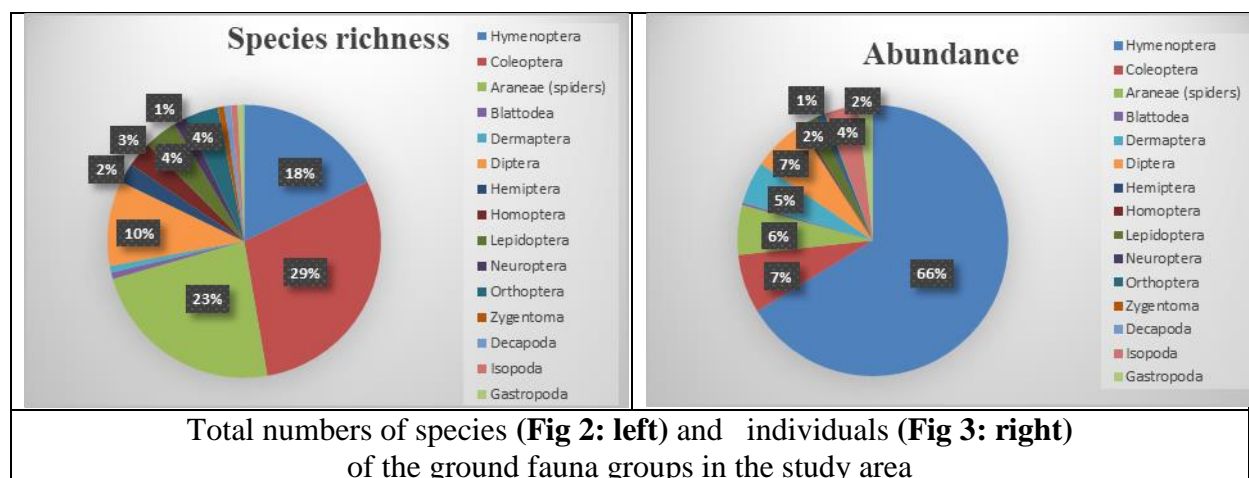 Species richness
1%
3%
4%
4%
2%
18%
10%
29%
23%
Hymenoptera
Coleoptera
Araneae (spiders)
Blattodea
Dermaptera
Diptera
Hemiptera
Homoptera
Lepidoptera
Neuroptera
Orthoptera
Zygentoma
Decapoda
Isopoda
Gastropoda
Abundance
1%
2%
2%
4%
7%
5%
6%
66%
7%
Hymenoptera
Coleoptera
Araneae (spiders)
Blattodea
Dermaptera
Diptera
Hemiptera
Homoptera
Lepidoptera
Neuroptera
Orthoptera
Zygentoma
Decapoda
Isopoda
Gastropoda
Total numbers of species (Fig 2: left) and individuals (Fig 3: right)
of the ground fauna groups in the study area